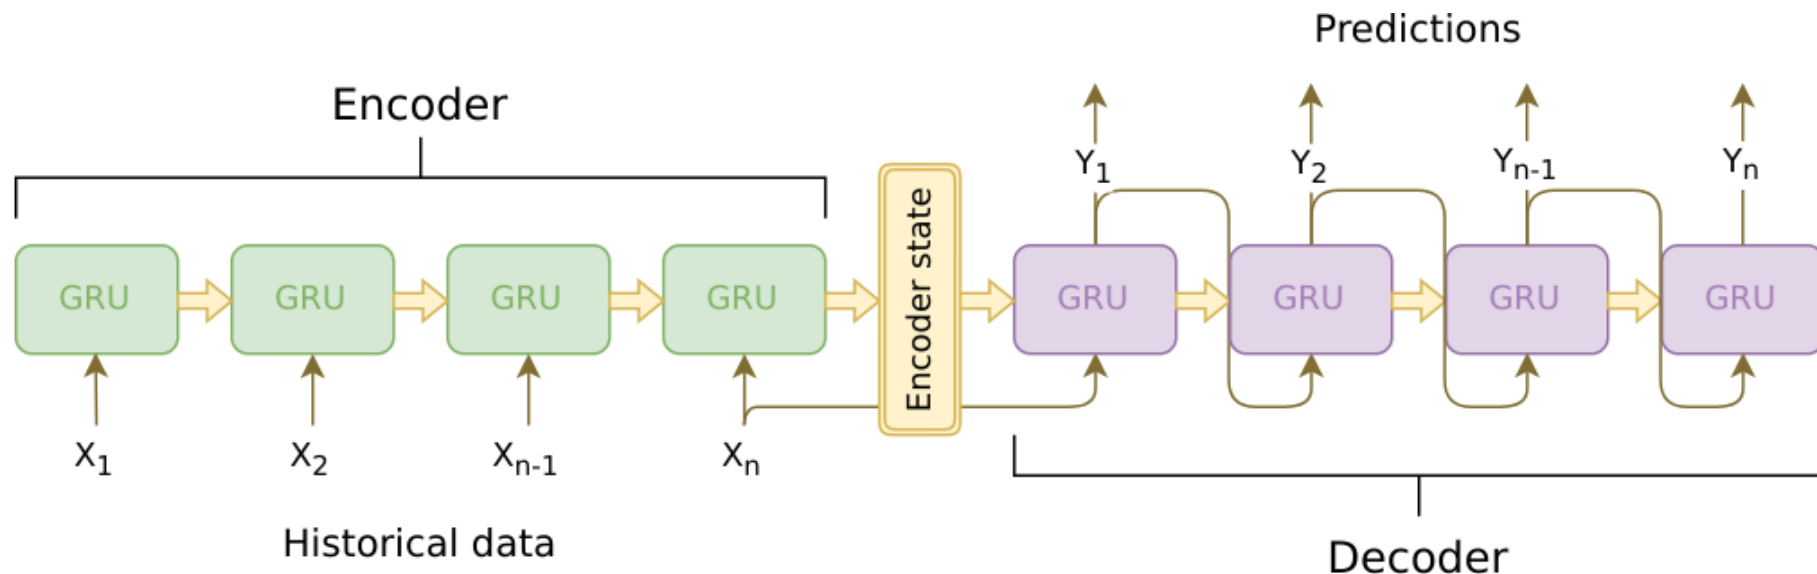 Predictions
Encoder
Y1 Y2 Yn-1 Yn
GRU GRU GRU GRU Encoder state GRU GRU GRU GRU
X1 X2 Xn-1 Xn
Historical data
Decoder